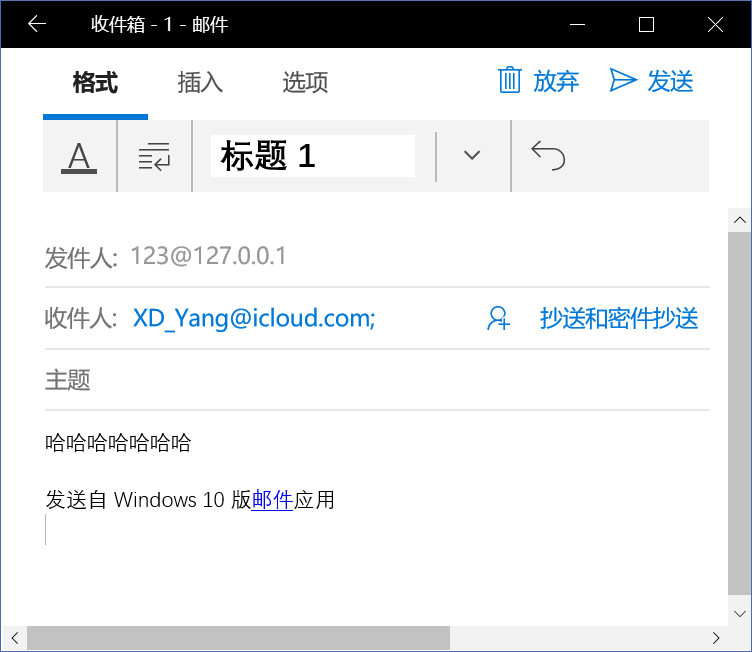 收件箱 - 1 - 邮件
格式 插入 选项 放弃 发送
A 标题 1
发件人: 123@127.0.0.1
收件人: XD_Yang@icloud.com; 抄送和密件抄送
主题
哈哈哈哈哈哈哈
发送自 Windows 10 版邮件应用